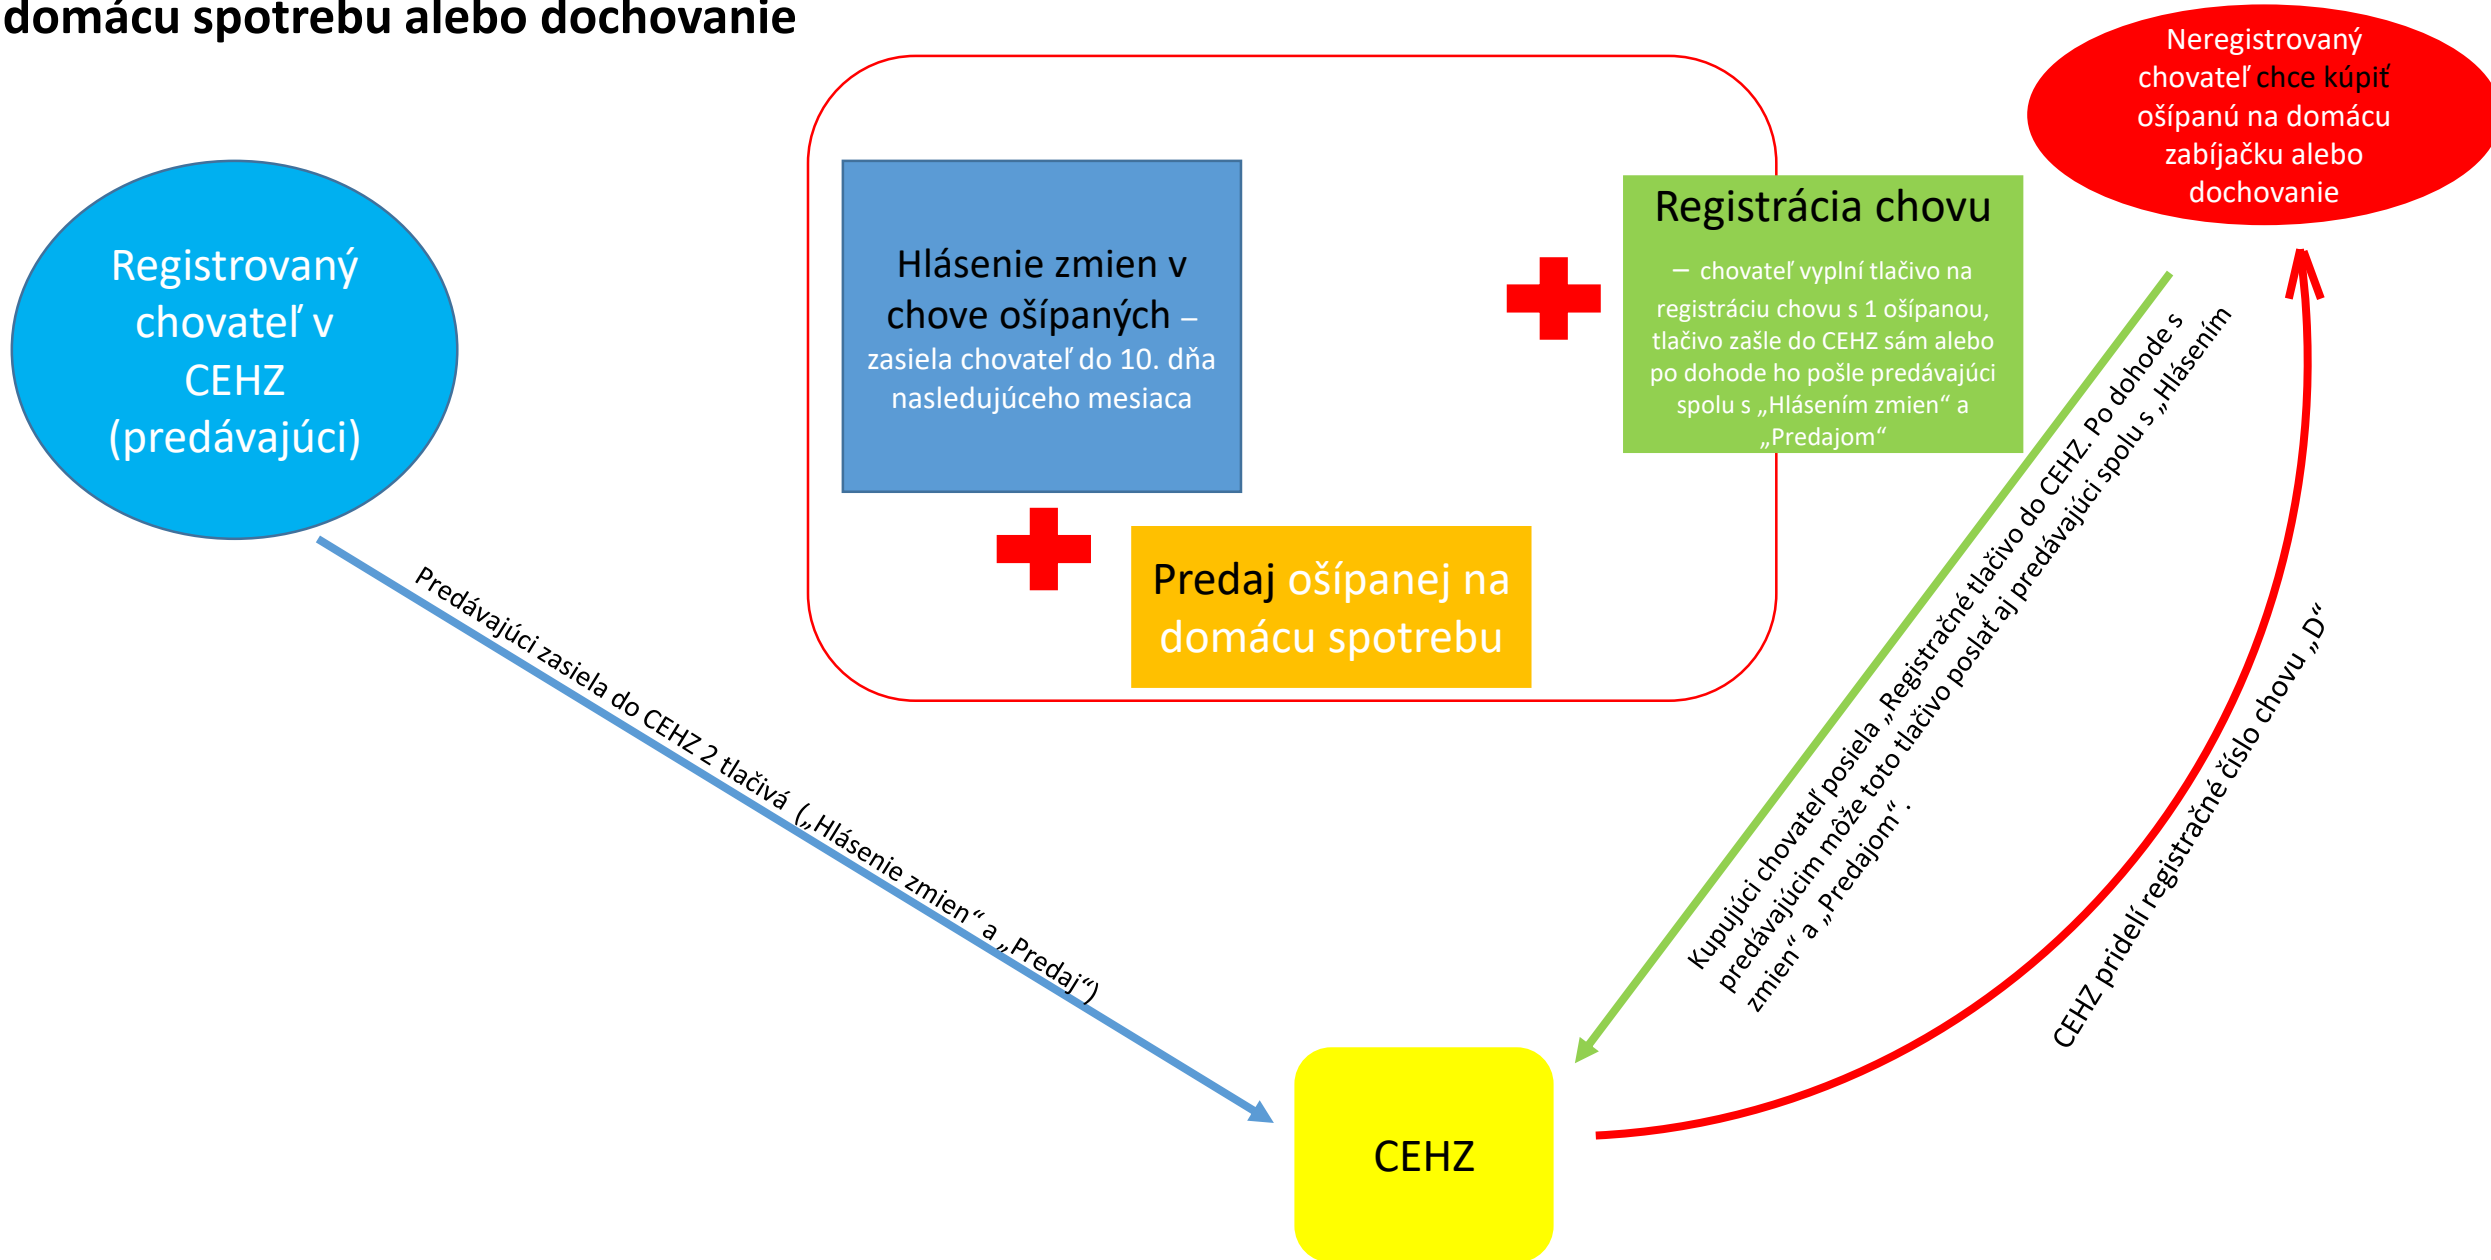 domácu spotrebu alebo dochovanie
Neregistrovaný
chovateľ chce kúpiť
ošípanú na domácu
zabíjačku alebo
dochovanie
Registrovaný
chovateľ v
CEHZ
(predávajúci)
Hlásenie zmien v
chove ošípaných –
zasiela chovateľ do 10. dňa
nasledujúceho mesiaca
Registrácia chovu
– chovateľ vyplní tlačivo na
registráciu chovu s 1 ošípanou,
tlačivo zašle do CEHZ sám alebo
po dohode ho pošle predávajúci
spolu s „Hlásením zmien“ a
„Predajom“
Predaj ošípanej na
domácu spotrebu
Predávajúci zasiela do CEHZ 2 tlačivá („Hlásenie zmien“ a „Predaj“)
Kupujúci chovateľ posiela „Registračné tlačivo do CEHZ. Po dohode s
predávajúcim môže toto tlačivo poslať aj predávajúci spolu s „Hlásením
zmien“ a „Predajom“.
CEHZ pridelí registračné číslo chovu „D“
CEHZ